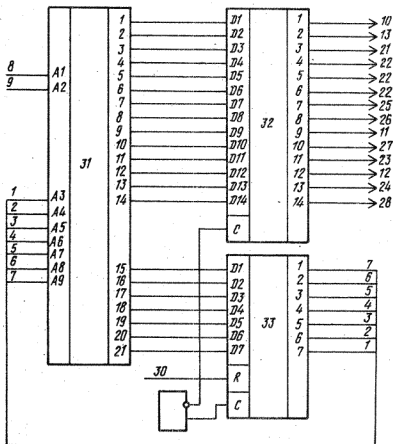 1 D1 1 10
2 D2 2 13
3 D3 3 21
4 D4 4 22
8 A1 5 D5 5 22
9 A2 6 D6 6 22
7 D7 7 25
8 D8 8 26
9 D9 32 9 11
31 10 D10 10 27
11 D11 11 23
12 D12 12 12
13 D13 13 24
1 A3 14 D14 14 28
2 A4
3 A5 C
4 A6
5 A7
6 A8 15 D1 1 7
7 A9 16 D2 2 6
17 D3 3 5
18 D4 4 4
19 D5 33 5 3
20 D6 6 2
21 D7 7 1
30 R
C